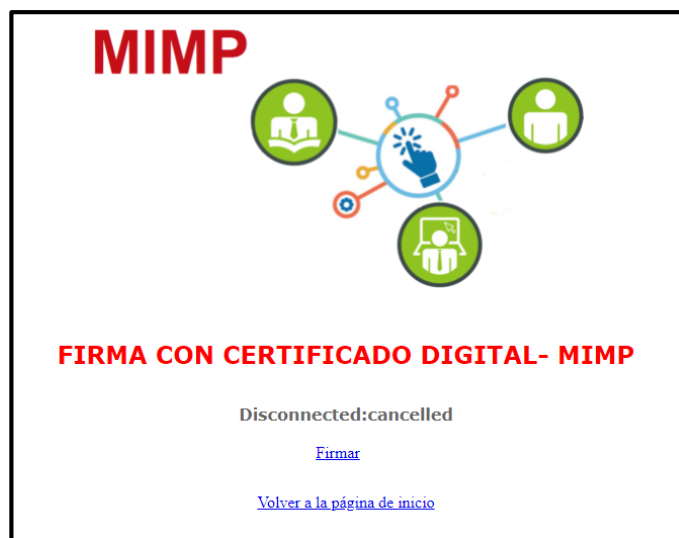 MIMP
FIRMA CON CERTIFICADO DIGITAL- MIMP
Disconnected:cancelled
Firmar
Volver a la página de inicio